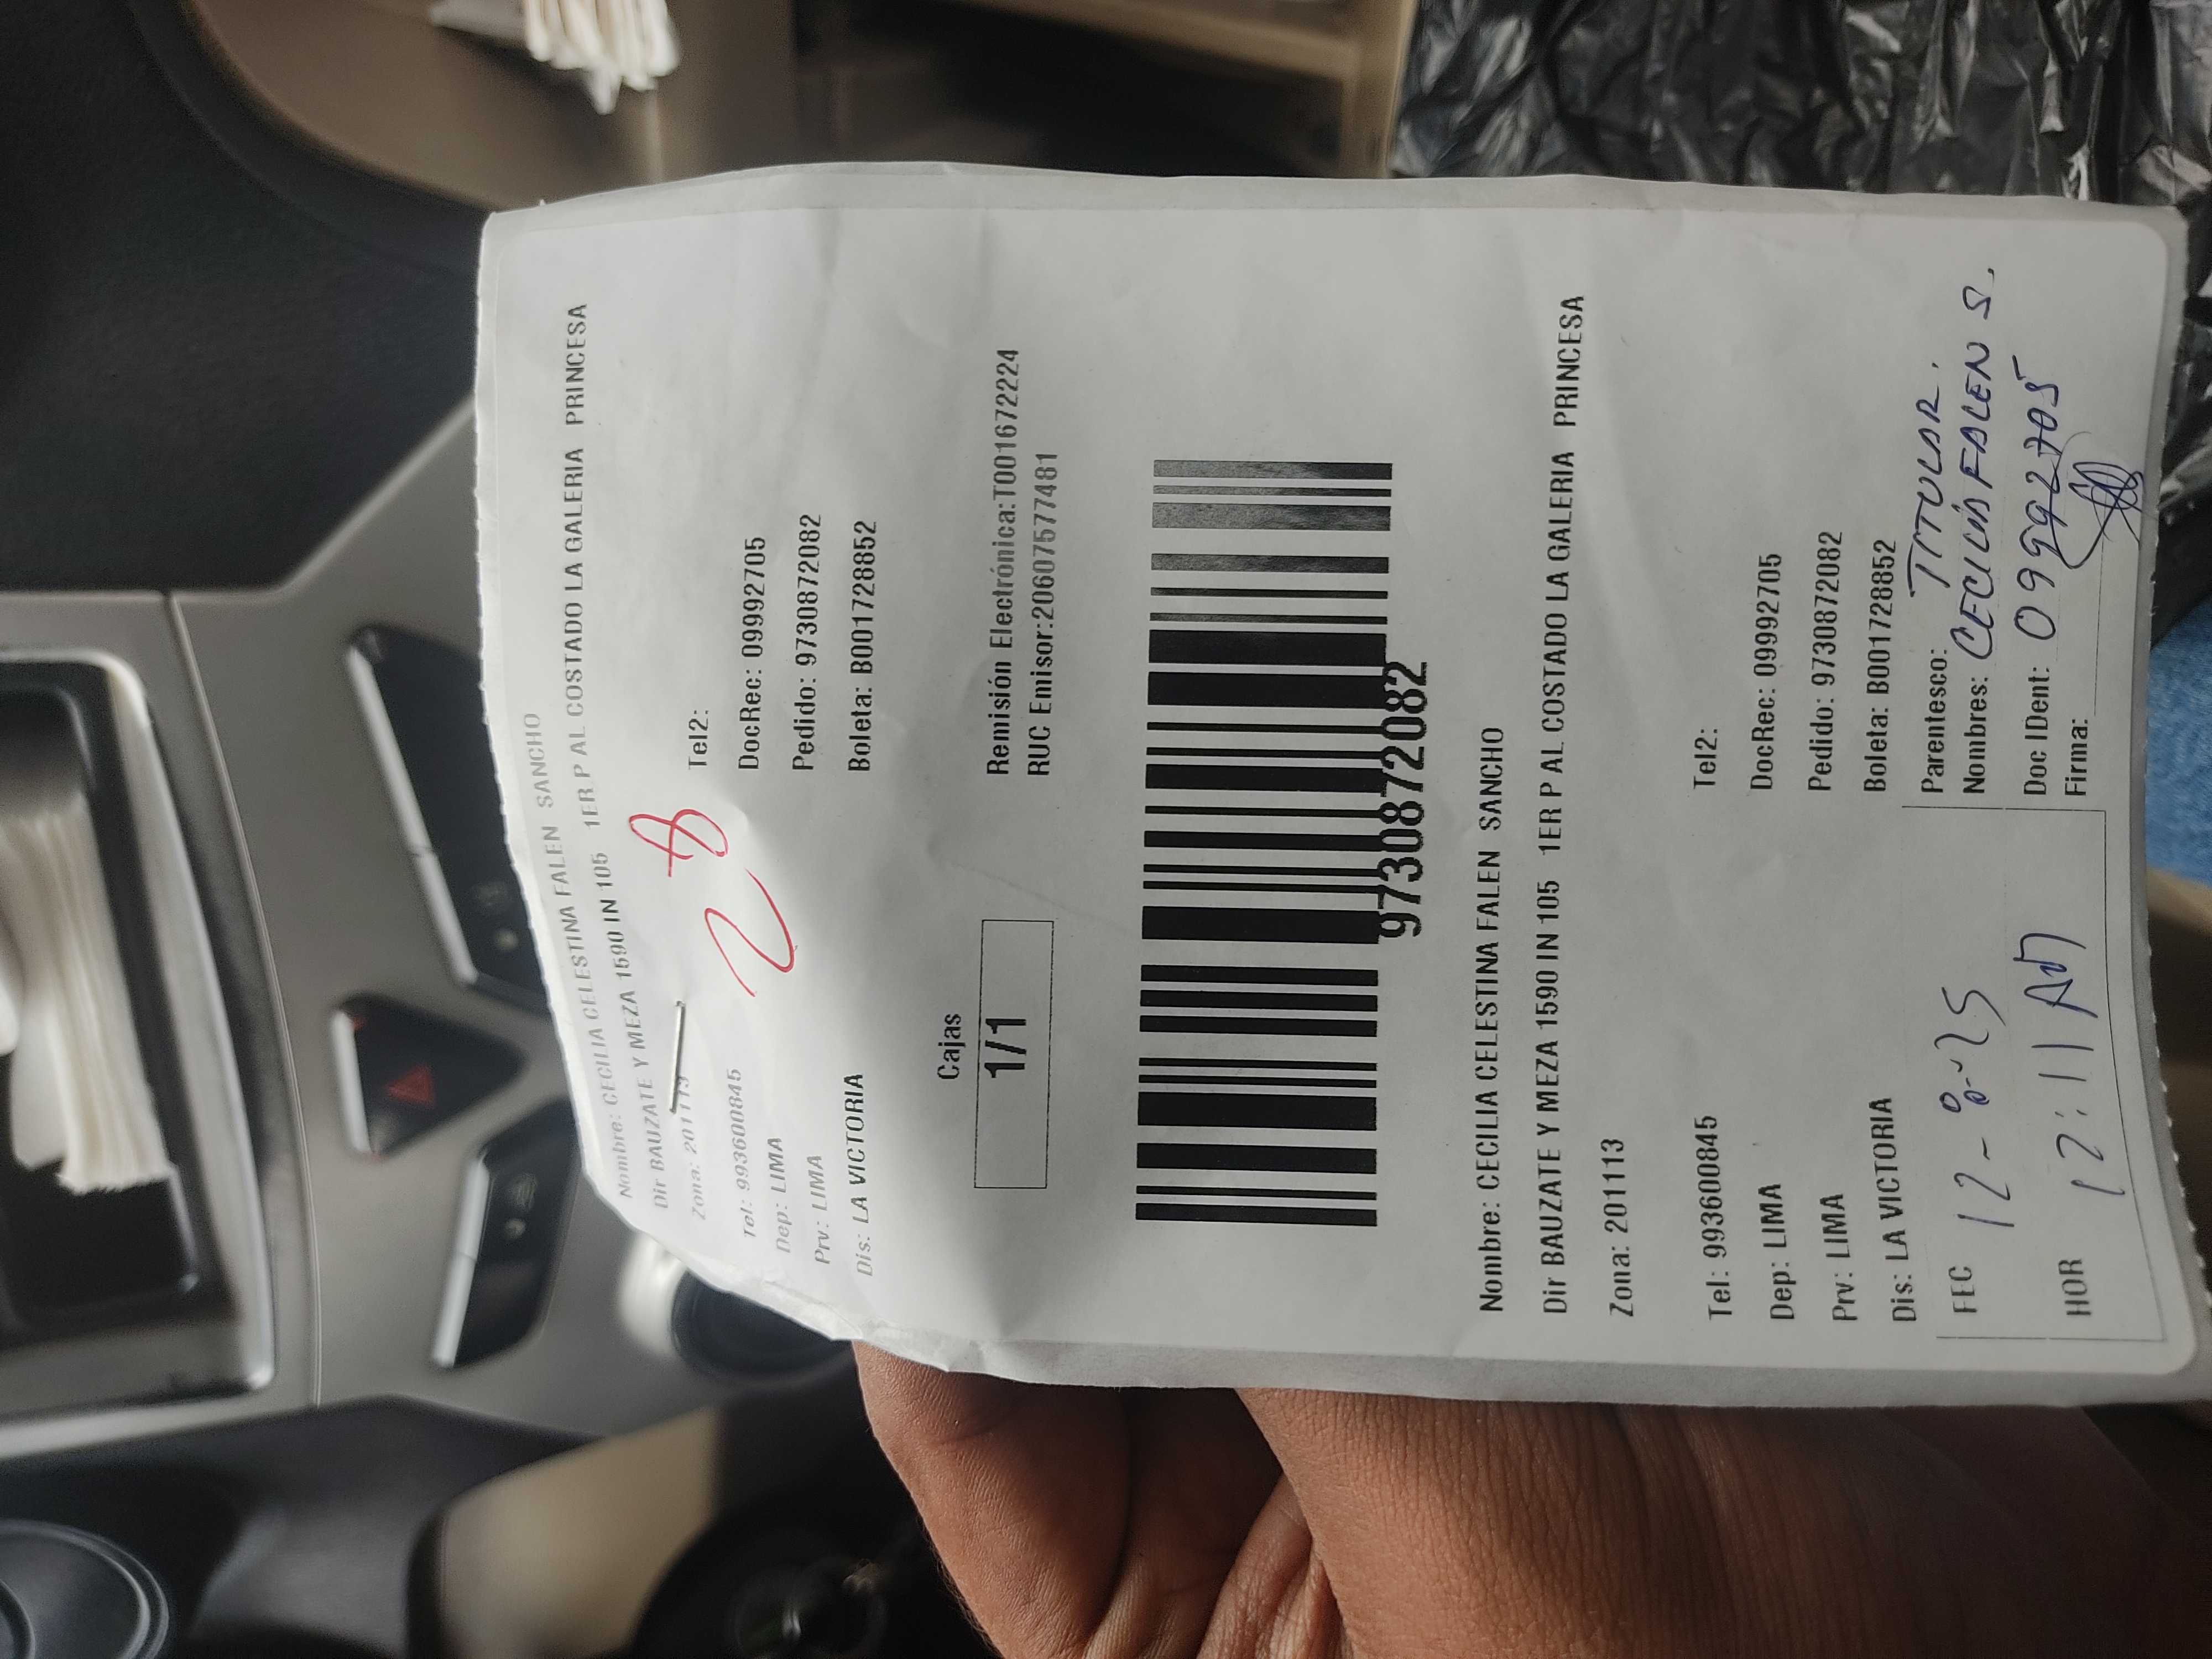 Nombre: CECILIA CELESTINA FALEN SANCHO
Dir BAUZATE Y MEZA 1590 IN 105 1ER P AL COSTADO LA GALERIA PRINCESA
Zona: 201113
Tel: 993600845 Tel2:
Dep: LIMA DocRec: 09992705
Prv: LIMA Pedido: 9730872082
Dis: LA VICTORIA Boleta: B001728852
28
Cajas
1/1
Remisión Electrónica:T001672224
RUC Emisor:20607577481
9730872082
Nombre: CECILIA CELESTINA FALEN SANCHO
Dir BAUZATE Y MEZA 1590 IN 105 1ER P AL COSTADO LA GALERIA PRINCESA
Zona: 201113
Tel: 993600845 Tel2:
Dep: LIMA DocRec: 09992705
Prv: LIMA Pedido: 9730872082
Dis: LA VICTORIA Boleta: B001728852
FEC 12-8-25 Parentesco: TITULAR.
Nombres: CECILIA FALEN S.
HOR 12:11 AM Doc IDent: 09992705
Firma: